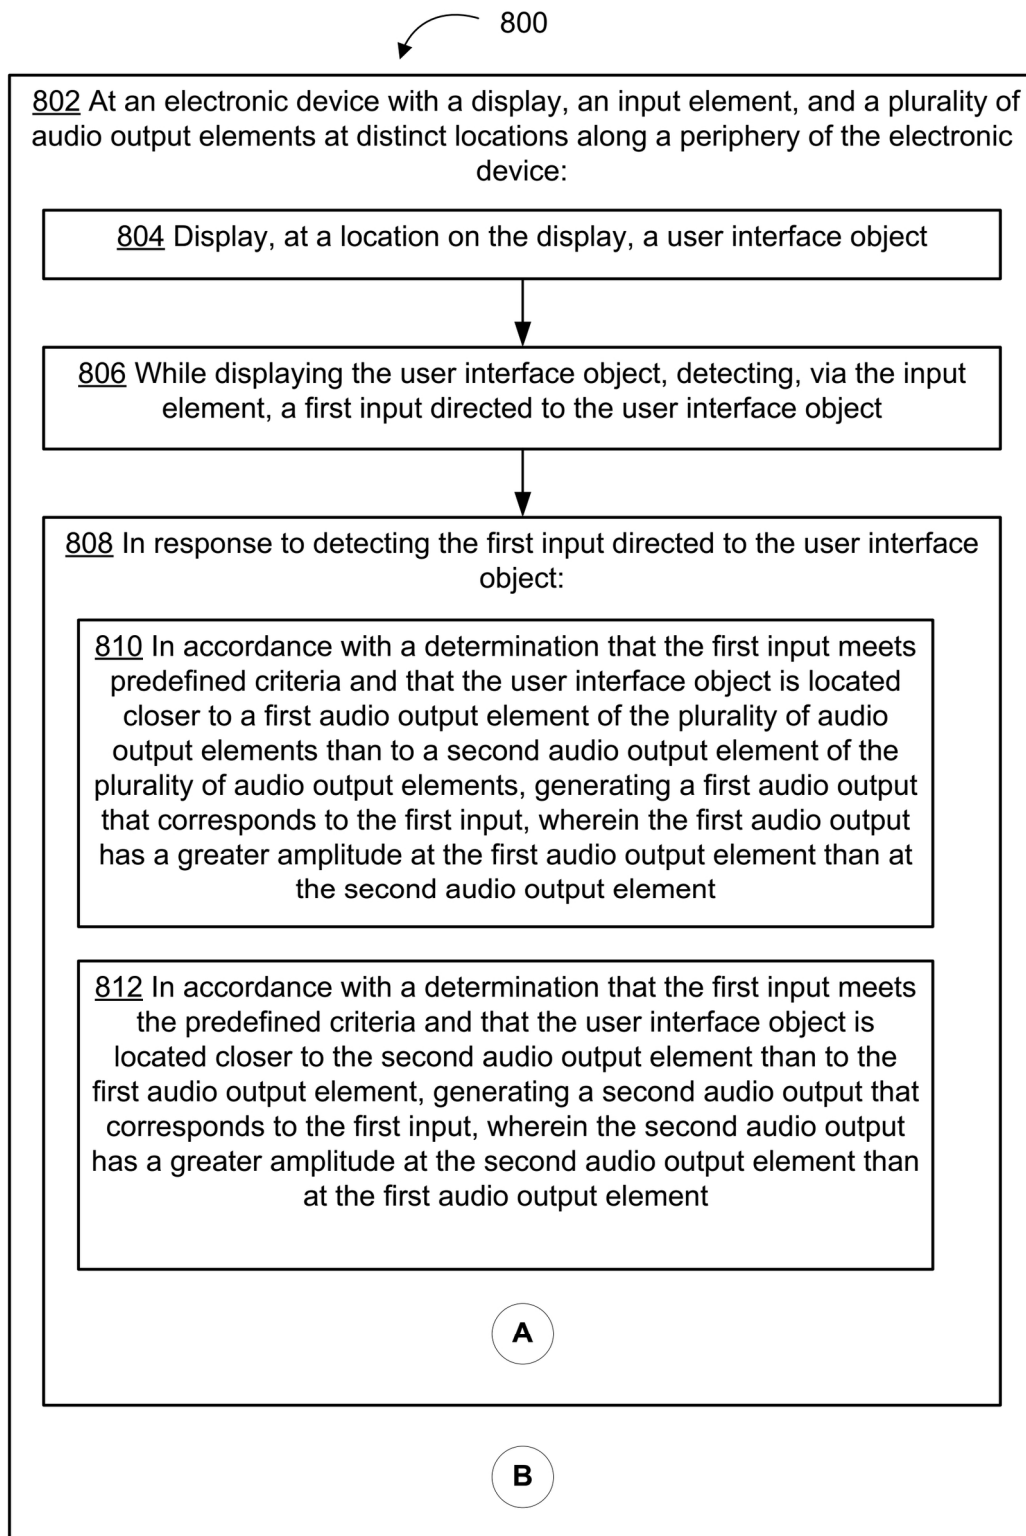 800
802 At an electronic device with a display, an input element, and a plurality of
audio output elements at distinct locations along a periphery of the electronic
device:
804 Display, at a location on the display, a user interface object
806 While displaying the user interface object, detecting, via the input
element, a first input directed to the user interface object
808 In response to detecting the first input directed to the user interface
object:
810 In accordance with a determination that the first input meets
predefined criteria and that the user interface object is located
closer to a first audio output element of the plurality of audio
output elements than to a second audio output element of the
plurality of audio output elements, generating a first audio output
that corresponds to the first input, wherein the first audio output
has a greater amplitude at the first audio output element than at
the second audio output element
812 In accordance with a determination that the first input meets
the predefined criteria and that the user interface object is
located closer to the second audio output element than to the
first audio output element, generating a second audio output that
corresponds to the first input, wherein the second audio output
has a greater amplitude at the second audio output element than
at the first audio output element
A
B